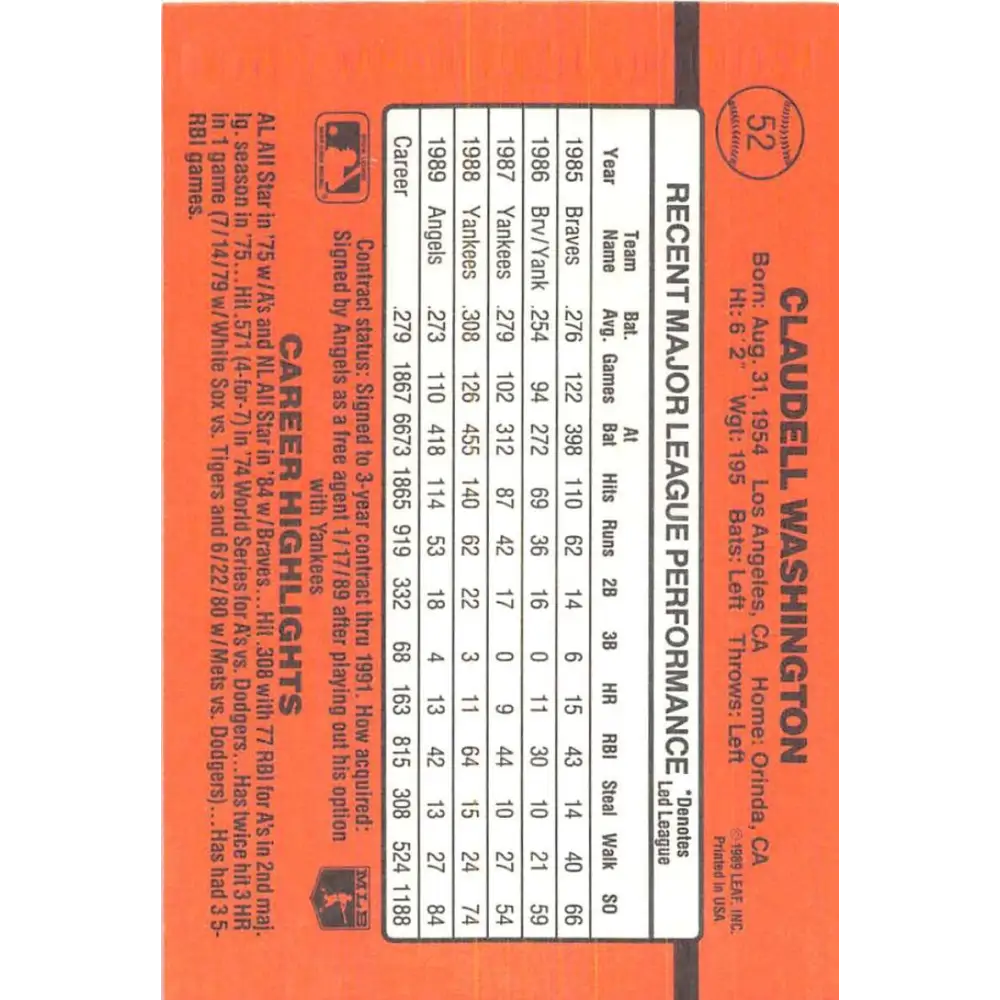 52
CLAUDELL WASHINGTON
Born: Aug. 31, 1954 Los Angeles, CA Home: Orinda, CA
Ht: 6'2" Wgt: 195 Bats: Left Throws: Left
©1989 LEAF, INC.
Printed in USA
RECENT MAJOR LEAGUE PERFORMANCE *Denotes Led League
Year Team Name Bat. Avg. Games At Bat Hits Runs 2B 3B HR RBI Steal Walk SO
1985 Braves .276 122 398 110 62 14 6 15 43 14 40 66
1986 Brv/Yank .254 94 272 69 36 16 0 11 30 10 21 59
1987 Yankees .279 102 312 87 42 17 0 9 44 10 27 54
1988 Yankees .308 126 455 140 62 22 3 11 64 15 24 74
1989 Angels .273 110 418 114 53 18 4 13 42 13 27 84
Career .279 1867 6673 1865 919 332 68 163 815 308 524 1188
Contract status: Signed to 3-year contract thru 1991. How acquired:
Signed by Angels as a free agent 1/17/89 after playing out his option
with Yankees
MLB
CAREER HIGHLIGHTS
AL All Star in '75 w/A's and NL All Star in '84 w/Braves...Hit .308 with 77 RBI for A's in 2nd maj.
lg. season in '75...Hit .571 (4-for-7) in '74 World Series for A's vs. Dodgers...Has twice hit 3 HR
in 1 game (7/14/79 w/White Sox vs. Tigers and 6/22/80 w/Mets vs. Dodgers)...Has had 3 5-
RBI games.